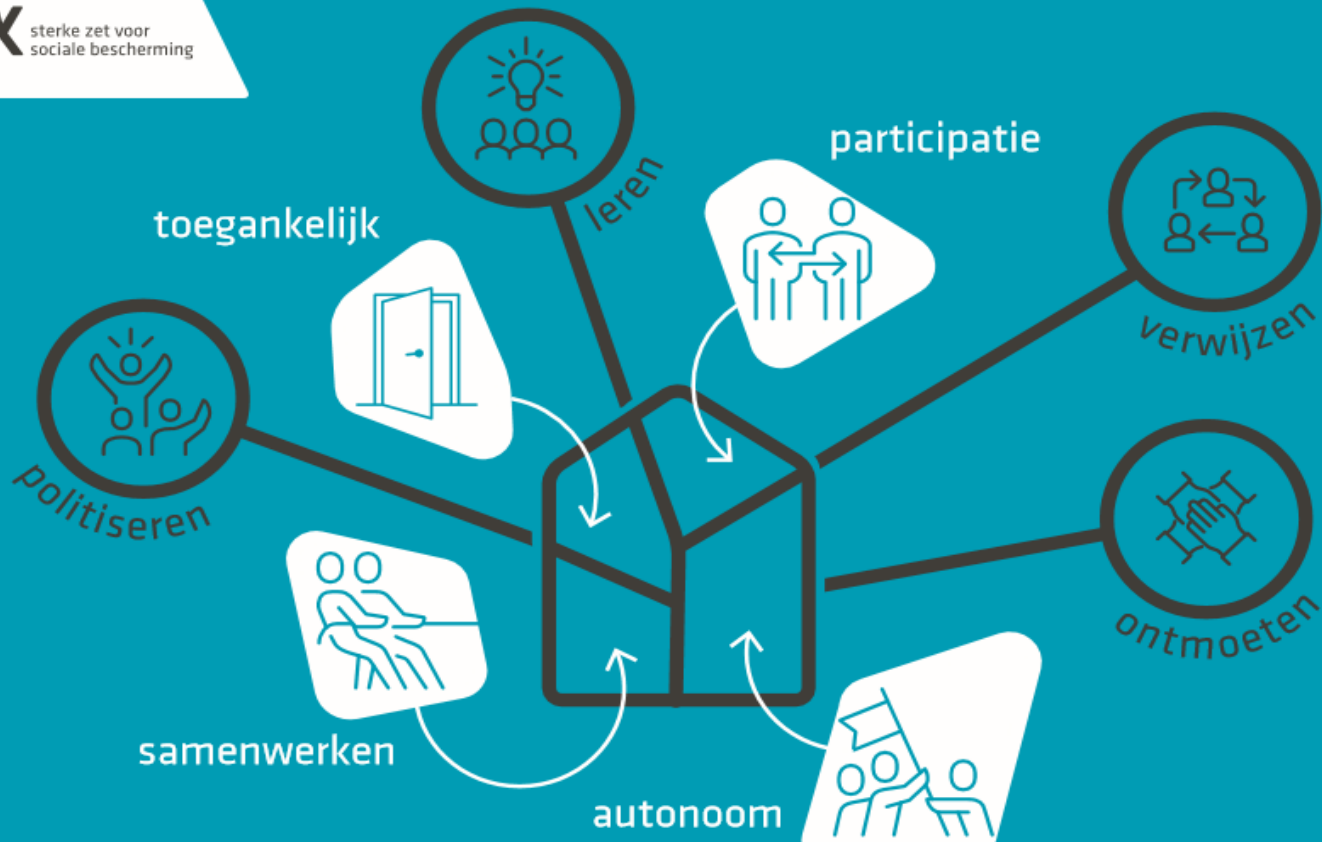 sterke zet voor
sociale bescherming
leren
participatie
toegankelijk
verwijzen
politiseren
ontmoeten
samenwerken
autonoom